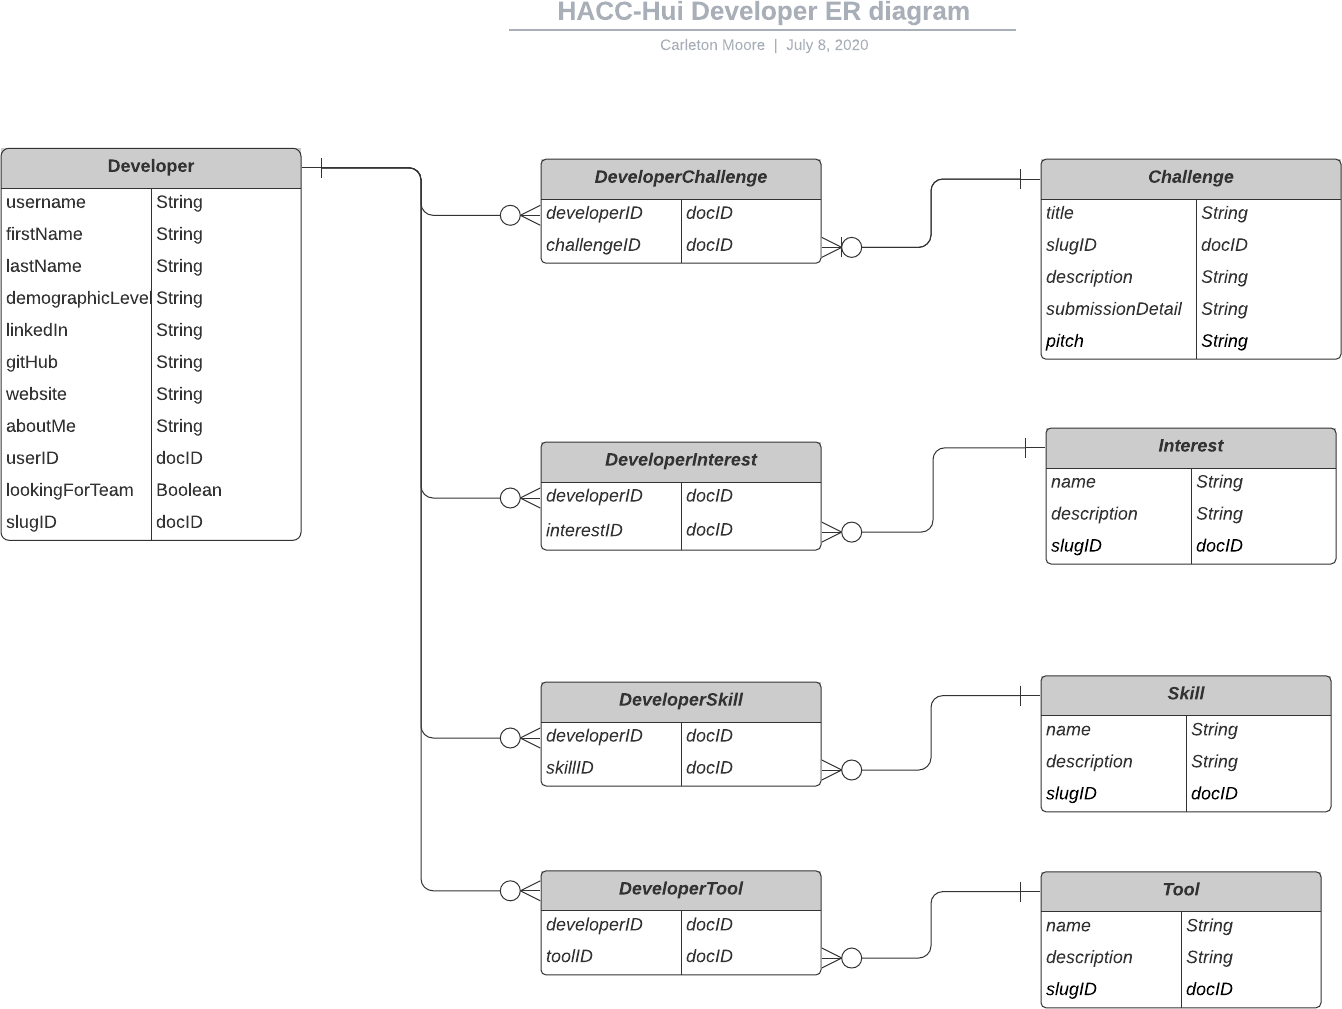 HACC-Hui Developer ER diagram
Carleton Moore | July 8, 2020
Developer
username String
firstName String
lastName String
demographicLevel String
linkedIn String
gitHub String
website String
aboutMe String
userID docID
lookingForTeam Boolean
slugID docID
DeveloperChallenge
developerID docID
challengeID docID
Challenge
title String
slugID docID
description String
submissionDetail String
pitch String
DeveloperInterest
developerID docID
interestID docID
Interest
name String
description String
slugID docID
DeveloperSkill
developerID docID
skillID docID
Skill
name String
description String
slugID docID
DeveloperTool
developerID docID
toolID docID
Tool
name String
description String
slugID docID